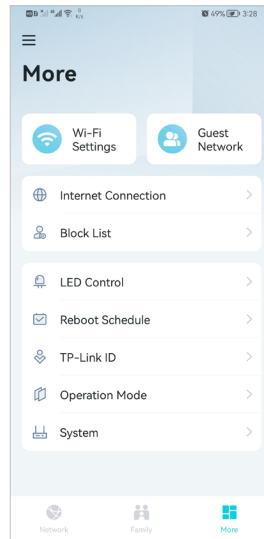 49% 3:28
More
Wi-Fi
Settings
Guest
Network
Internet Connection
Block List
LED Control
Reboot Schedule
TP-Link ID
Operation Mode
System
Network
Family
More